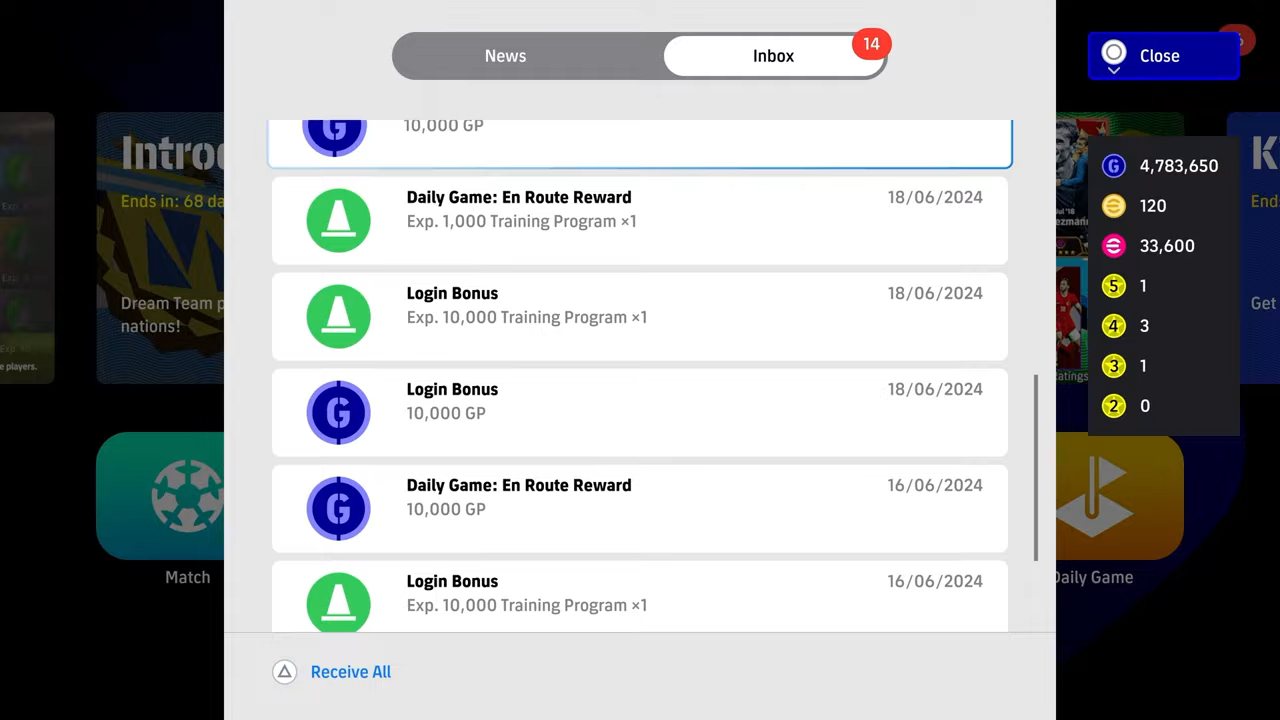 News
Inbox
14
Close
10,000 GP
4,783,650
Ends in: 68 da
120
Daily Game: En Route Reward
18/06/2024
Exp. 1,000 Training Program ×1
33,600
5
1
Login Bonus
18/06/2024
Exp. 10,000 Training Program ×1
Dream Team p
nations!
Get
4
3
e players.
3
1
Login Bonus
18/06/2024
10,000 GP
2
0
Daily Game: En Route Reward
16/06/2024
10,000 GP
Match
Daily Game
Login Bonus
16/06/2024
Exp. 10,000 Training Program ×1
Receive All